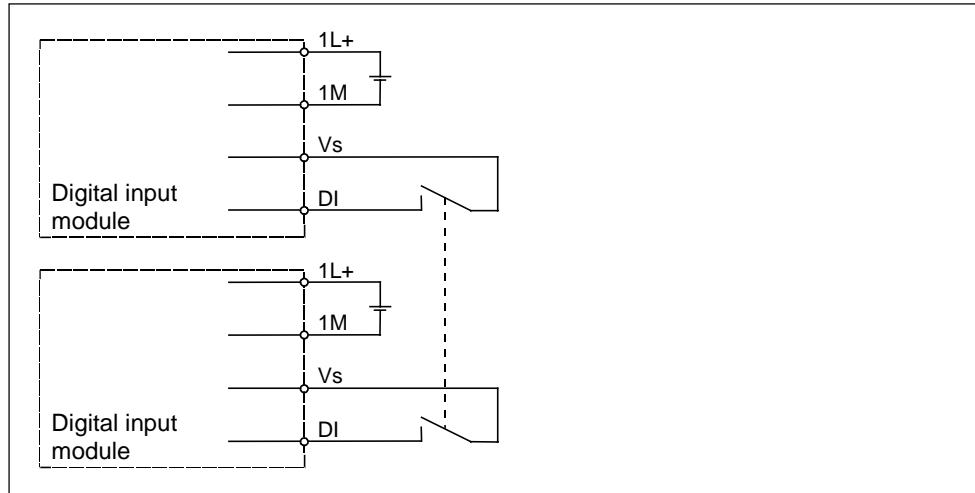 1L+
1M
Vs
DI
Digital input
module
1L+
1M
Vs
DI
Digital input
module